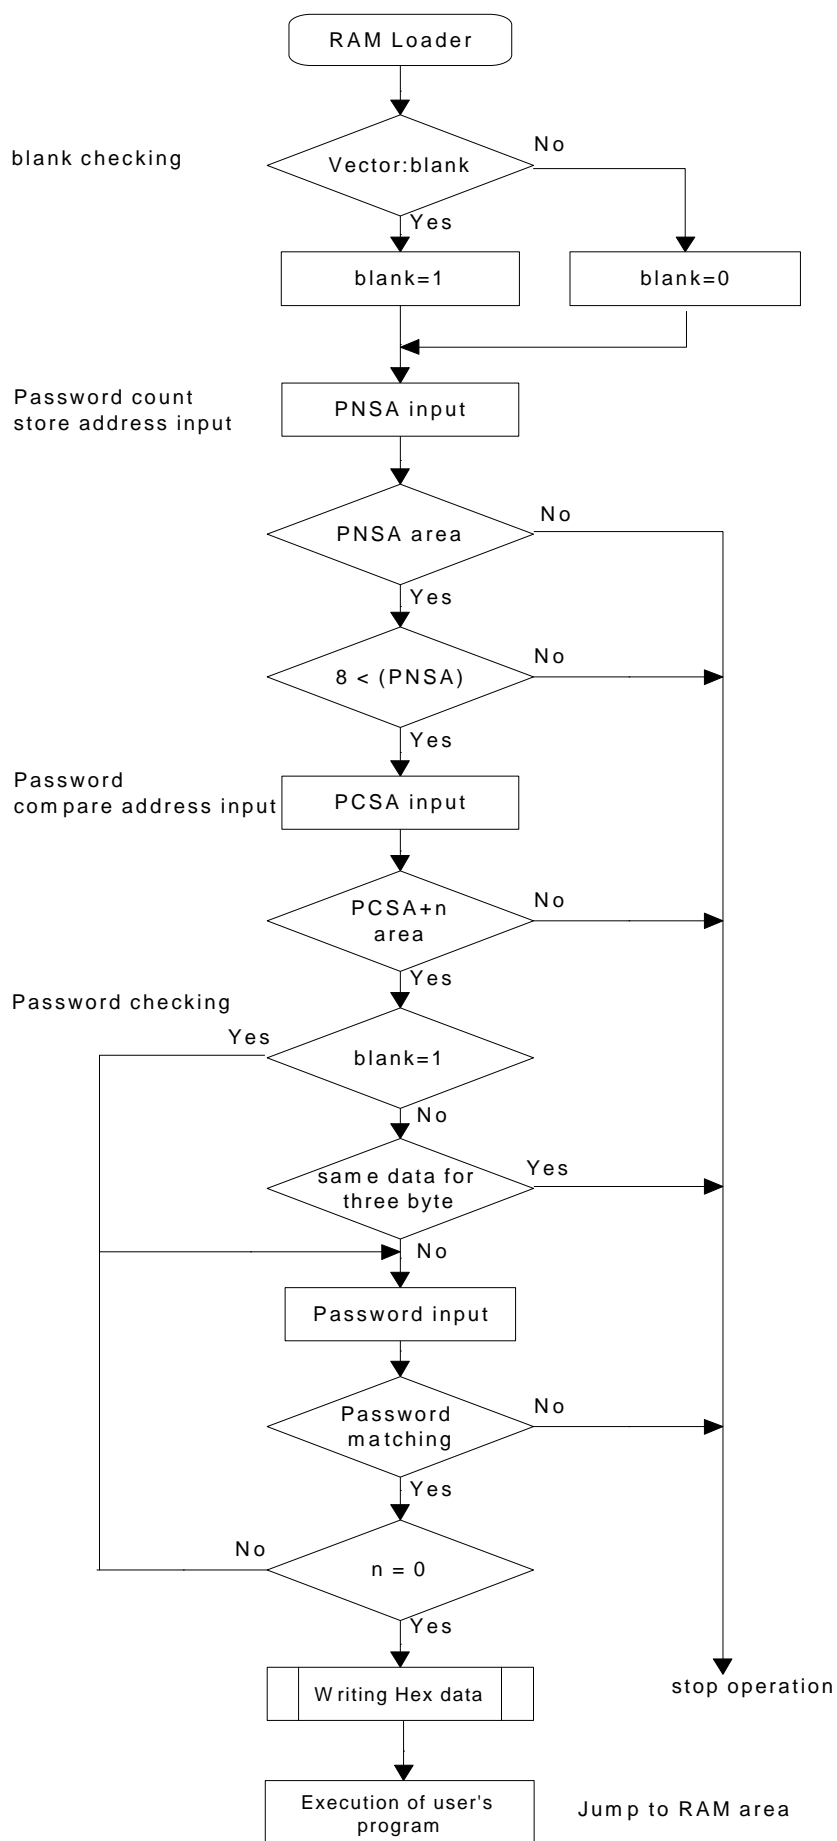 RAM Loader
No
blank checking
Vector:blank
Yes
blank=1
blank=0
Password count
store address input
PNSA input
No
PNSA area
Yes
No
8 < (PNSA)
Yes
Password
compare address input
PCSA input
No
PCSA+n
area
Yes
Password checking
Yes
blank=1
No
same data for
three byte
Yes
No
Password input
No
Password
matching
Yes
No
n = 0
Yes
stop operation
Writing Hex data
Execution of user's
program
Jump to RAM area